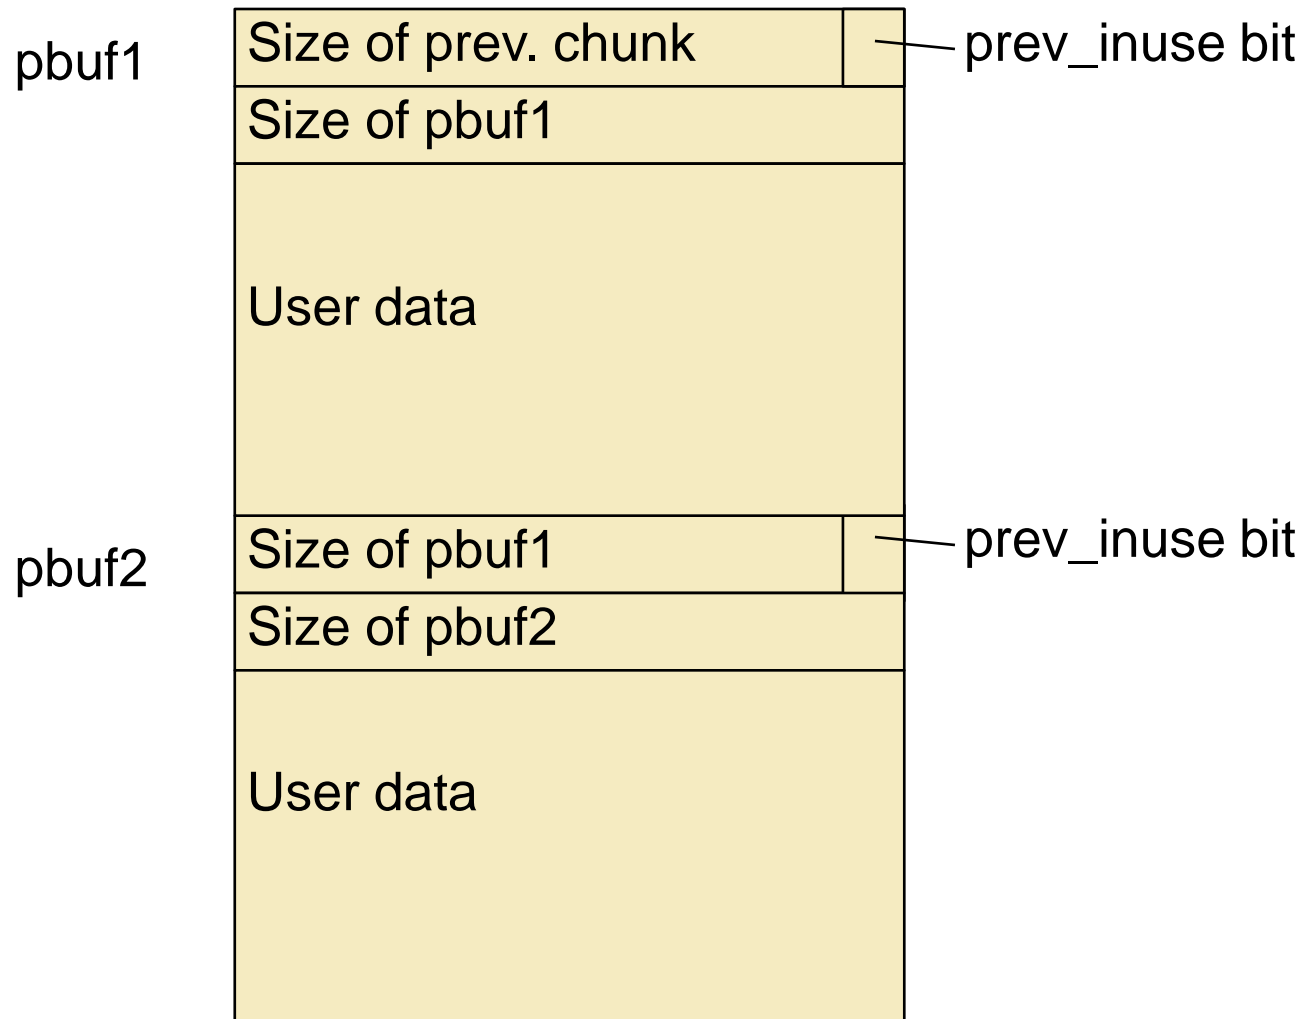 pbuf1
Size of prev. chunk
prev_inuse bit
Size of pbuf1
User data
pbuf2
Size of pbuf1
prev_inuse bit
Size of pbuf2
User data